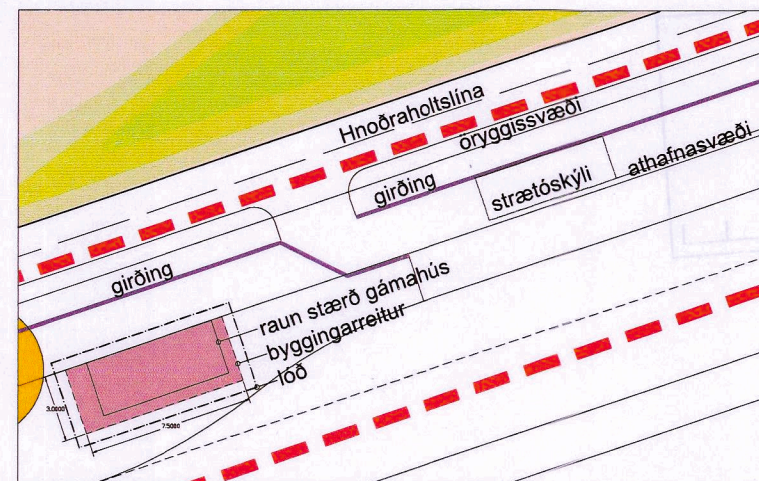 Hnoðraholtslína
öryggissvæði
girðing
strætóskýli
athafnasvæði
girðing
raun stærð gámahús
byggingarreitur
lóð
3.0000
7.5000